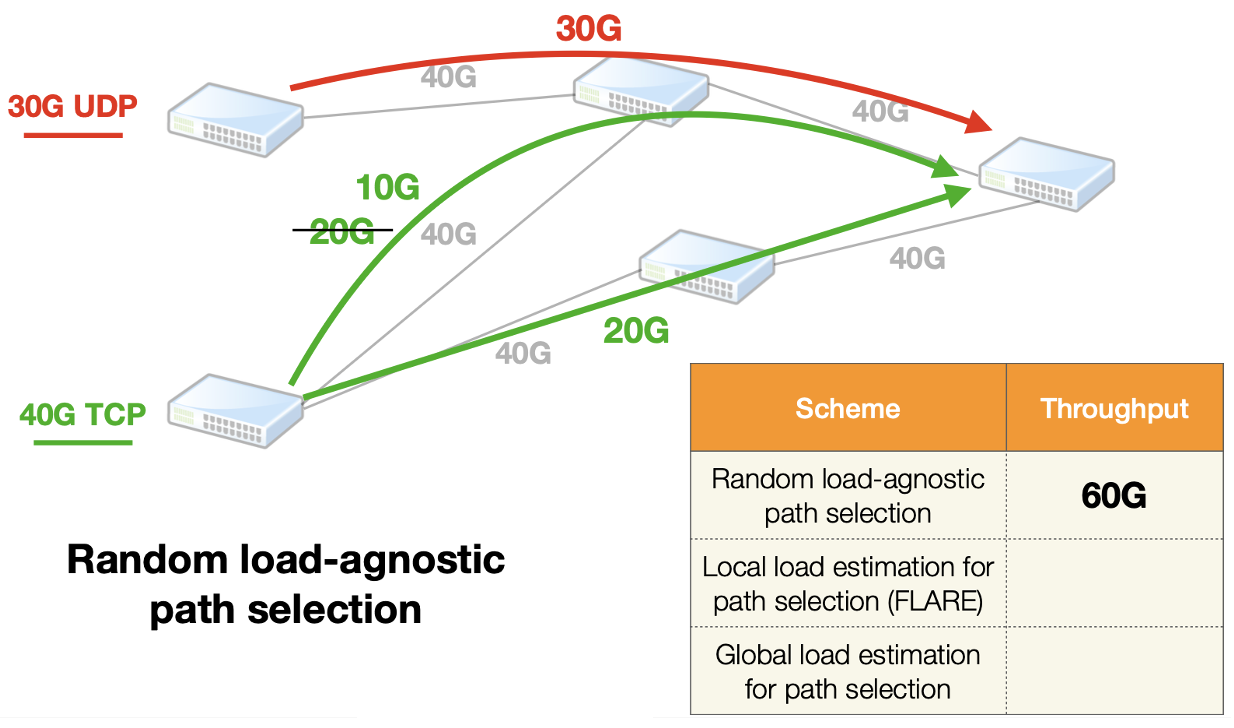 30G
40G
30G UDP
40G
10G
20G
40G
40G
20G
40G
40G TCP
Scheme
Throughput
Random load-agnostic
path selection
60G
Local load estimation for
path selection (FLARE)
Global load estimation
for path selection
Random load-agnostic
path selection